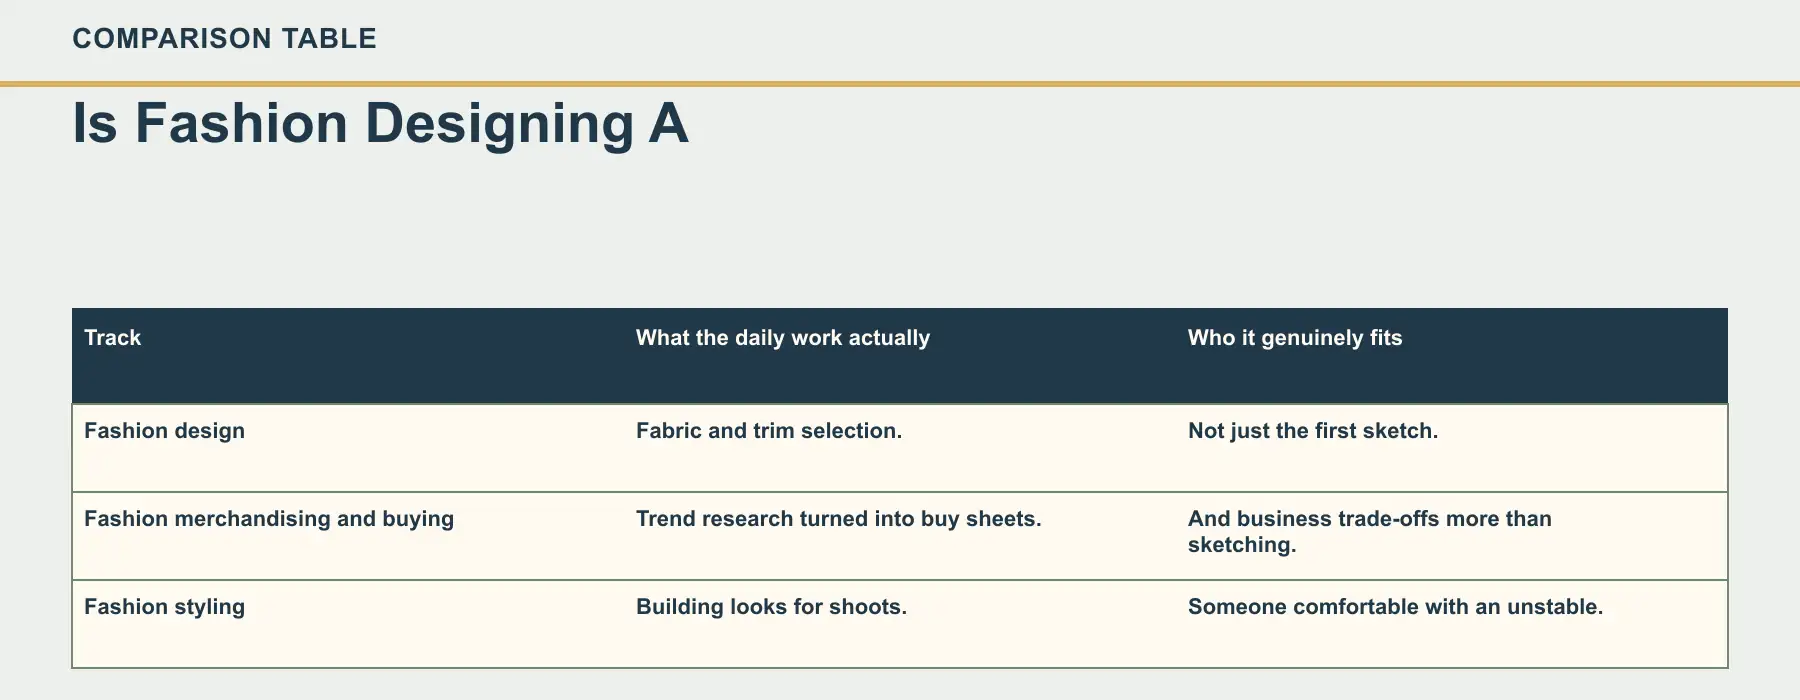 COMPARISON TABLE
Is Fashion Designing A
Track
What the daily work actually
Who it genuinely fits
Fashion design
Fabric and trim selection.
Not just the first sketch.
Fashion merchandising and buying
Trend research turned into buy sheets.
And business trade-offs more than
sketching.
Fashion styling
Building looks for shoots.
Someone comfortable with an unstable.